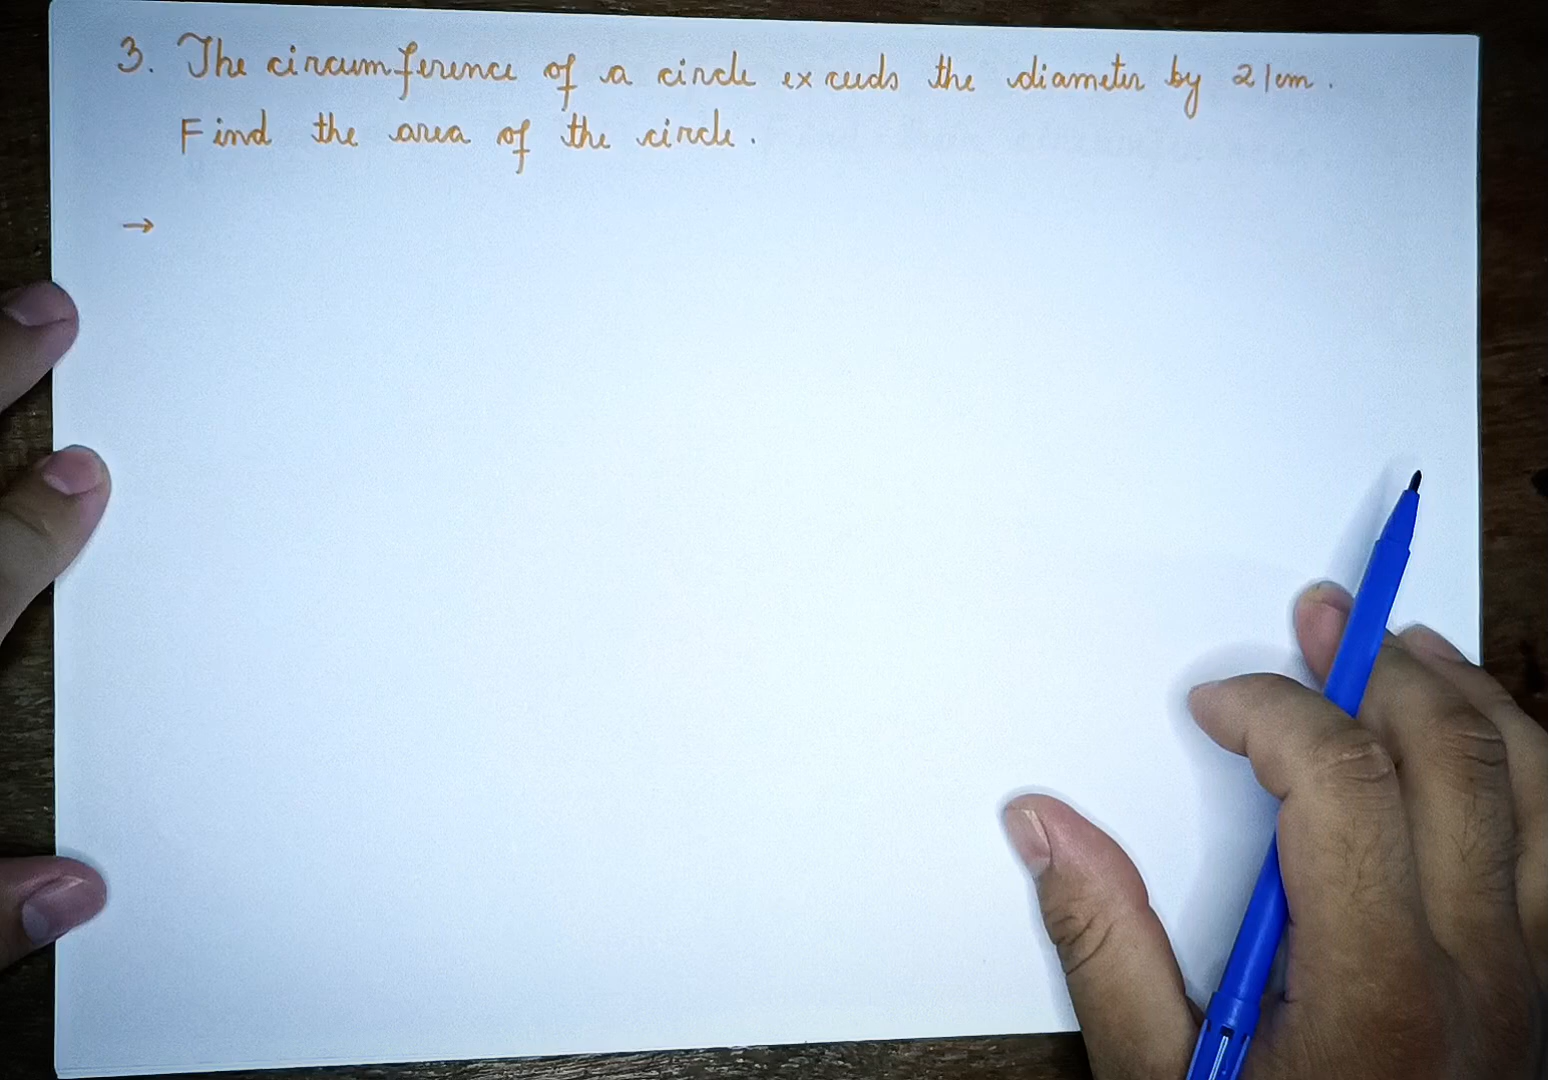 3. The circumference of a circle exceeds the diameter by 21cm.
Find the area of the circle.
→